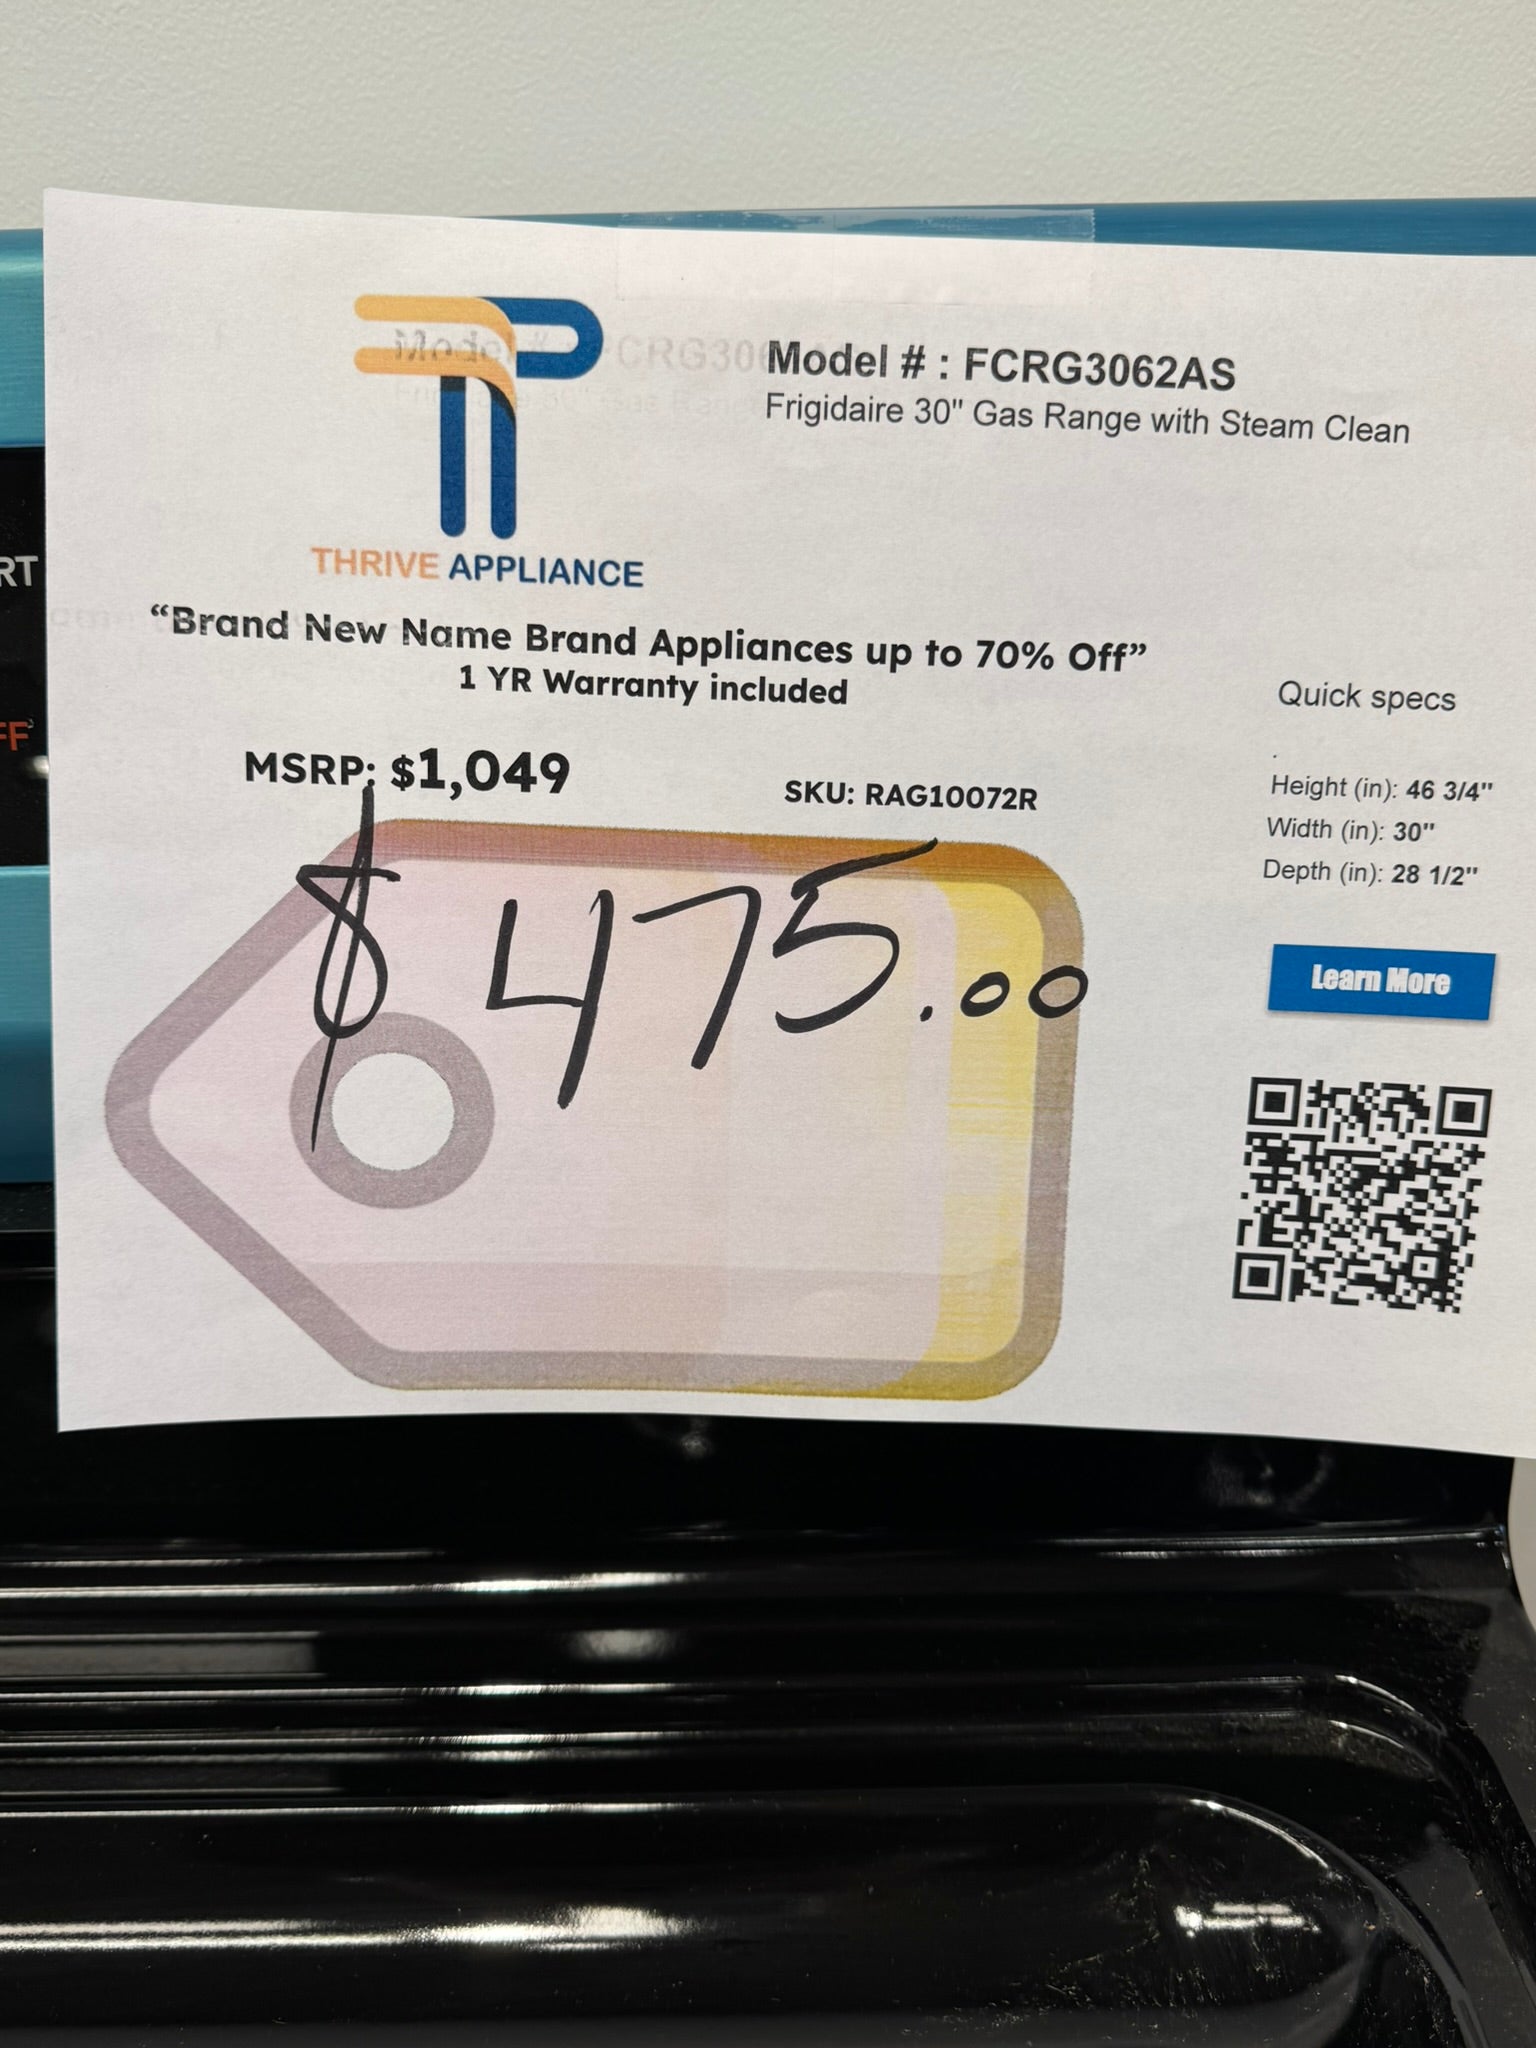 Model # : FCRG3062AS
Frigidaire 30" Gas Range with Steam Clean
THRIVE APPLIANCE
“Brand New Name Brand Appliances up to 70% Off”
1 YR Warranty included
MSRP: $1,049
SKU: RAG10072R
$475.00
Quick specs
Height (in): 46 3/4"
Width (in): 30"
Depth (in): 28 1/2"
Learn More
RT
FF